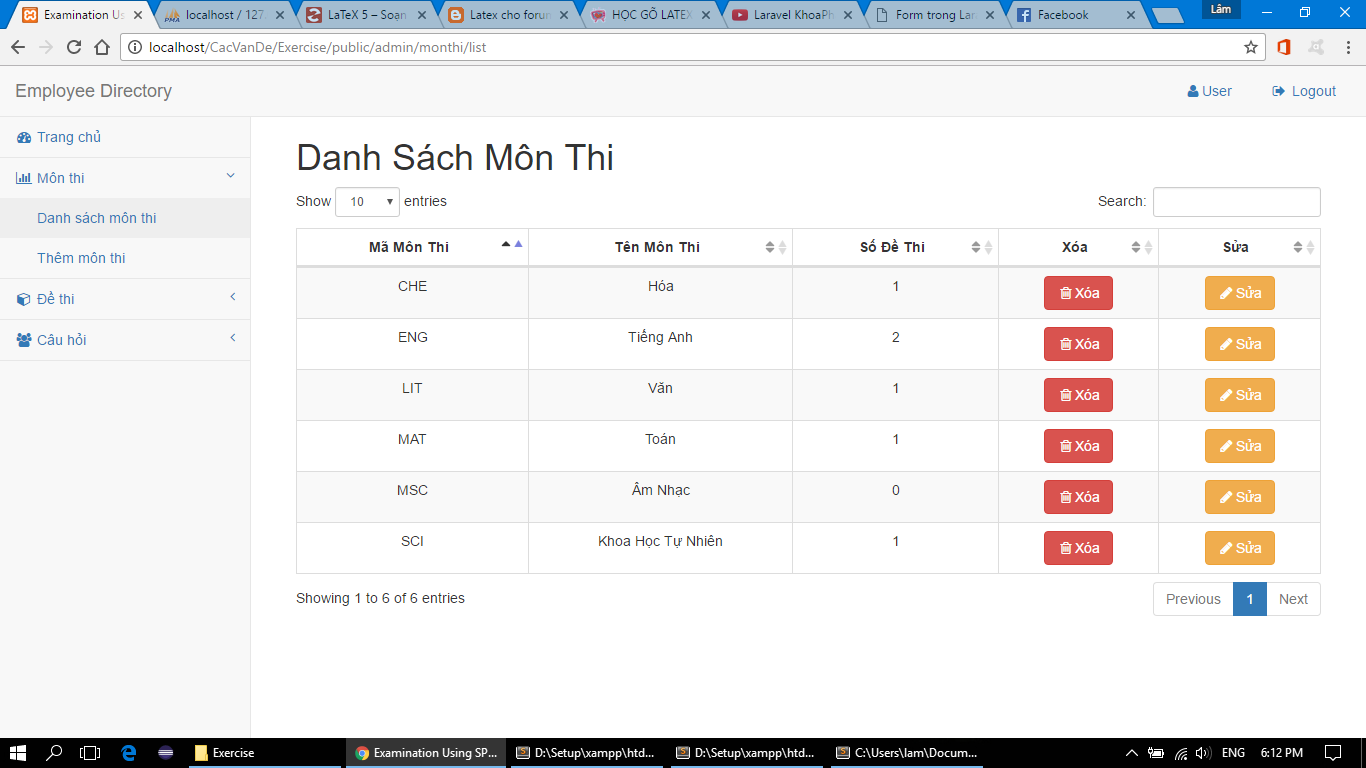 Examination Us
localhost / 127.
LaTeX 5 – Soan
Latex cho forun
HỌC GÕ LATEX
Laravel KhoaPh
Form trong Lar
Facebook
Lâm
localhost/CacVanDe/Exercise/public/admin/monthi/list
Employee Directory
User
Logout
Trang chủ
Môn thi
Danh sách môn thi
Thêm môn thi
Đề thi
Câu hỏi
Danh Sách Môn Thi
Show 10 entries
Search:
Mã Môn Thi Tên Môn Thi Số Đề Thi Xóa Sửa
CHE Hóa 1 Xóa Sửa
ENG Tiếng Anh 2 Xóa Sửa
LIT Văn 1 Xóa Sửa
MAT Toán 1 Xóa Sửa
MSC Âm Nhạc 0 Xóa Sửa
SCI Khoa Học Tự Nhiên 1 Xóa Sửa
Showing 1 to 6 of 6 entries
Previous 1 Next
Exercise
Examination Using SP...
D:\Setup\xampp\htd...
D:\Setup\xampp\htd...
C:\Users\lam\Docum...
ENG
6:12 PM